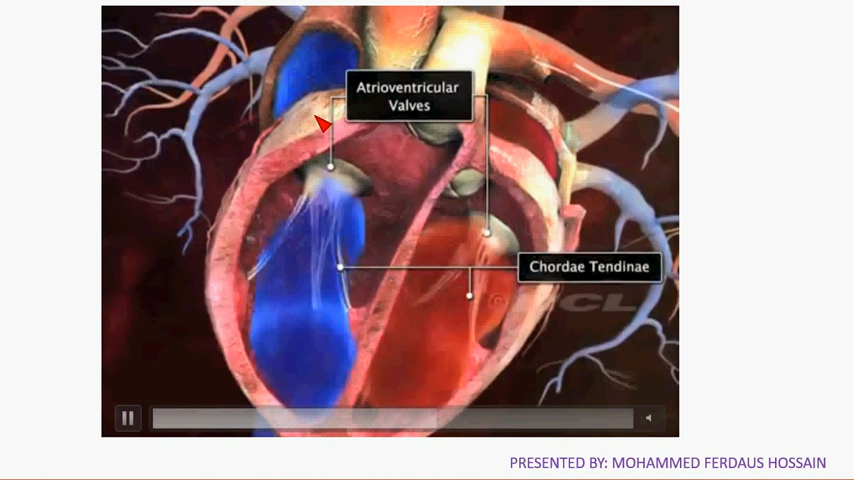 Atrioventricular
Valves
Chordae Tendinae
PRESENTED BY: MOHAMMED FERDAUS HOSSAIN